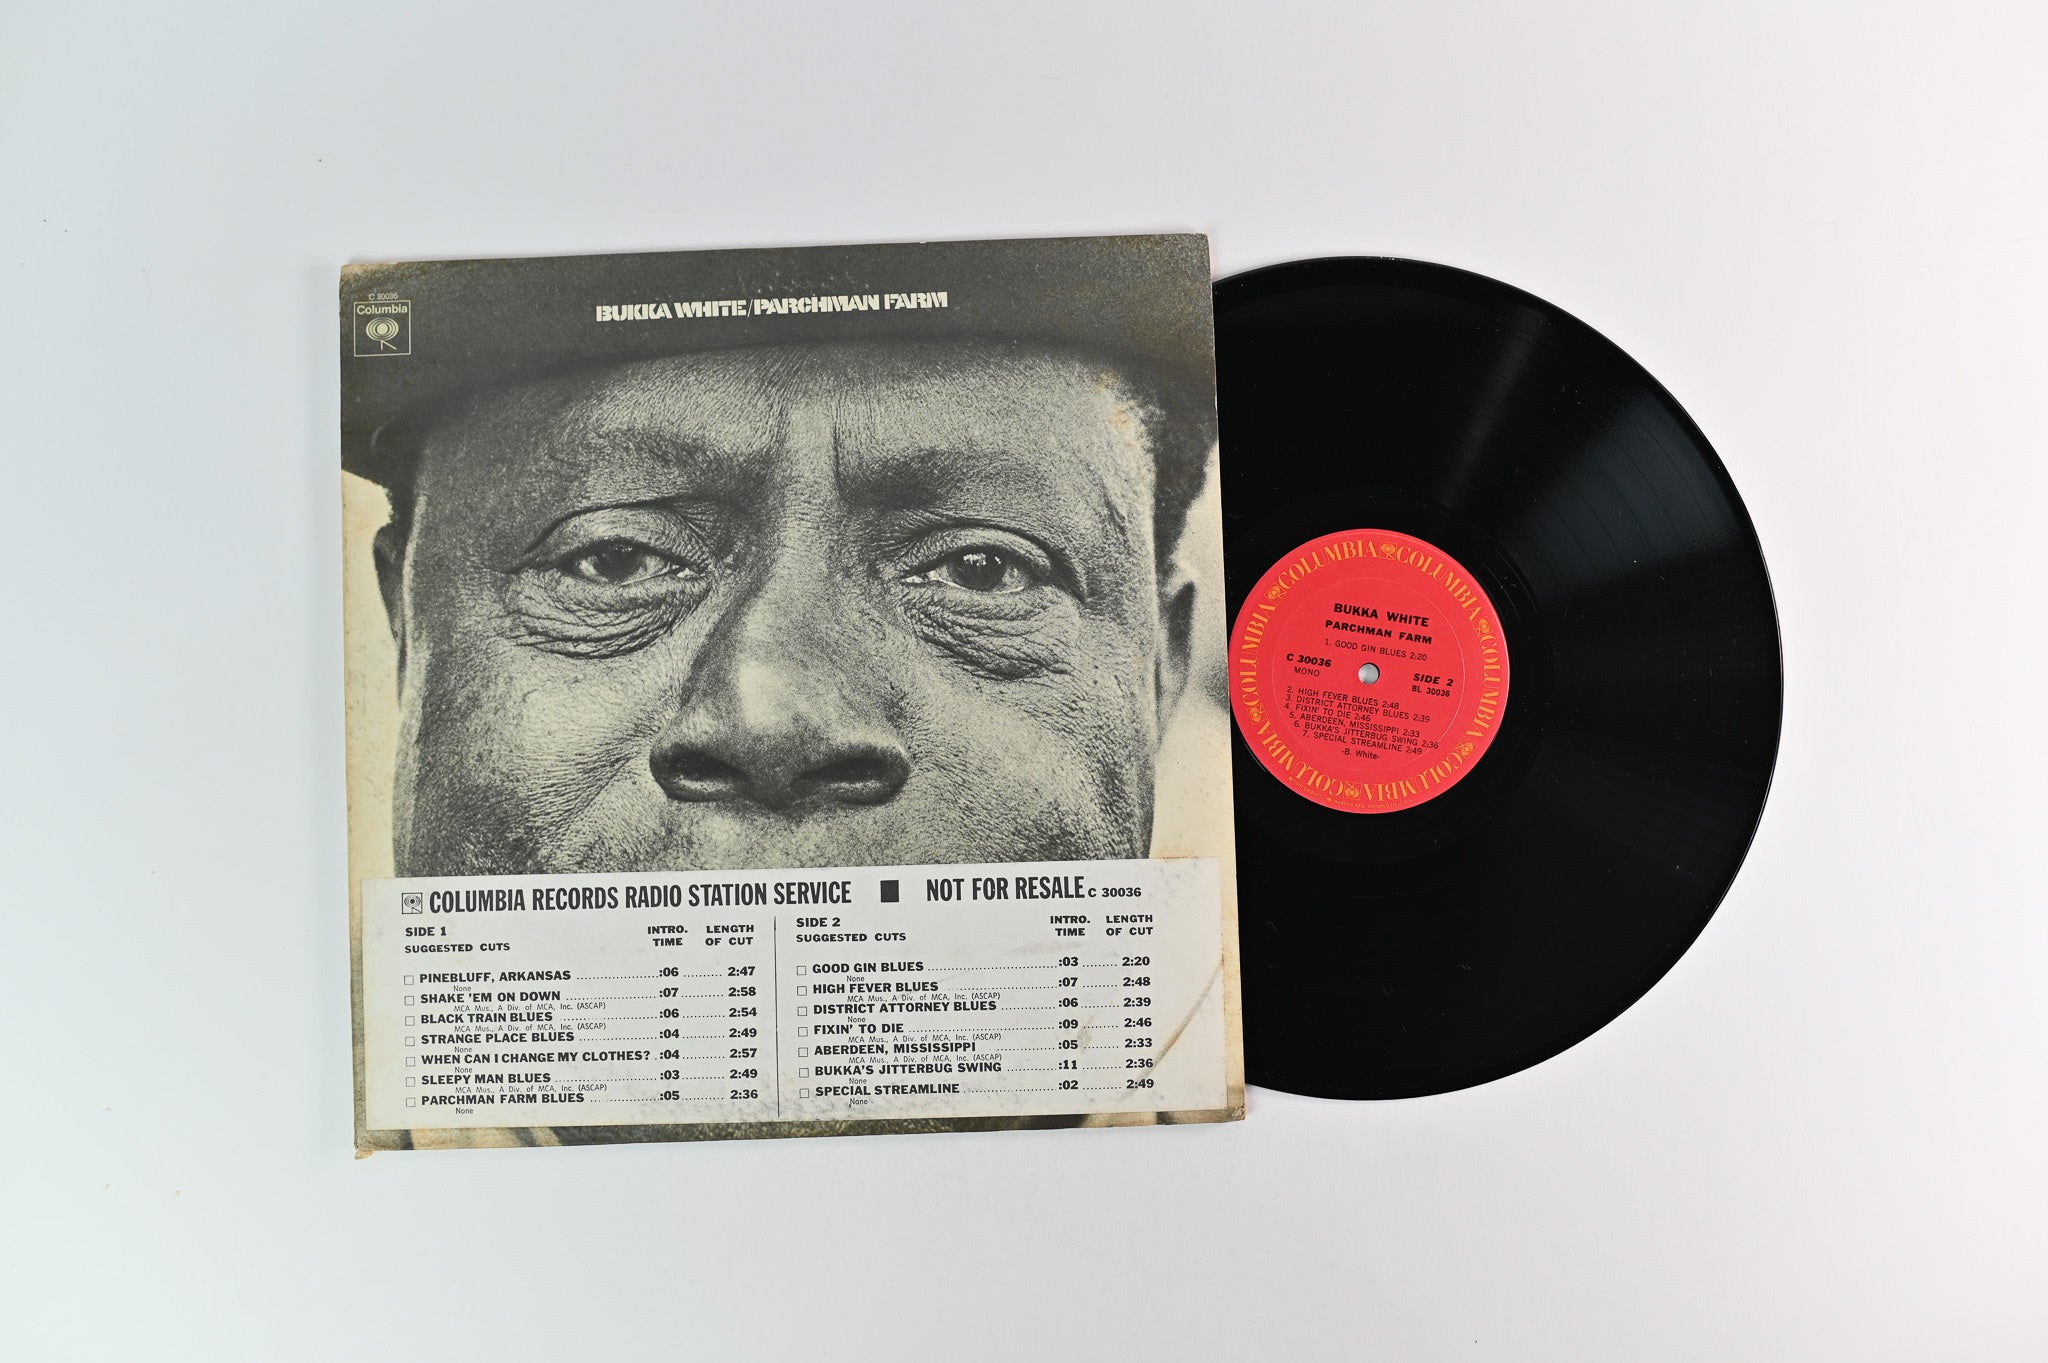 C 30036
Columbia
BUKKA WHITE/PARCHMAN FARM
COLUMBIA RECORDS RADIO STATION SERVICE ■ NOT FOR RESALE C 30036
SIDE 1
SUGGESTED CUTS
INTRO. TIME
LENGTH OF CUT
□ PINEBLUFF, ARKANSAS :06 2:47
None
□ SHAKE 'EM ON DOWN :07 2:58
MCA Mus., A Div. of MCA, Inc. (ASCAP)
□ BLACK TRAIN BLUES :06 2:54
MCA Mus., A Div. of MCA, Inc. (ASCAP)
□ STRANGE PLACE BLUES :04 2:49
None
□ WHEN CAN I CHANGE MY CLOTHES? :04 2:57
None
□ SLEEPY MAN BLUES :03 2:49
MCA Mus., A Div. of MCA, Inc. (ASCAP)
□ PARCHMAN FARM BLUES :05 2:36
None
SIDE 2
SUGGESTED CUTS
INTRO. TIME
LENGTH OF CUT
□ GOOD GIN BLUES :03 2:20
None
□ HIGH FEVER BLUES :07 2:48
MCA Mus., A Div. of MCA, Inc. (ASCAP)
□ DISTRICT ATTORNEY BLUES :06 2:39
None
□ FIXIN' TO DIE :09 2:46
MCA Mus., A Div. of MCA, Inc. (ASCAP)
□ ABERDEEN, MISSISSIPPI :05 2:33
MCA Mus., A Div. of MCA, Inc. (ASCAP)
□ BUKKA'S JITTERBUG SWING :11 2:36
None
□ SPECIAL STREAMLINE :02 2:49
None
COLUMBIA COLUMBIA COLUMBIA COLUMBIA COLUMBIA COLUMBIA
BUKKA WHITE
PARCHMAN FARM
1. GOOD GIN BLUES 2:20
C 30036
MONO
SIDE 2
BL 30036
2. HIGH FEVER BLUES 2:48
3. DISTRICT ATTORNEY BLUES 2:39
4. FIXIN' TO DIE 2:46
5. ABERDEEN, MISSISSIPPI 2:33
6. BUKKA'S JITTERBUG SWING 2:36
7. SPECIAL STREAMLINE 2:49
-B. White-